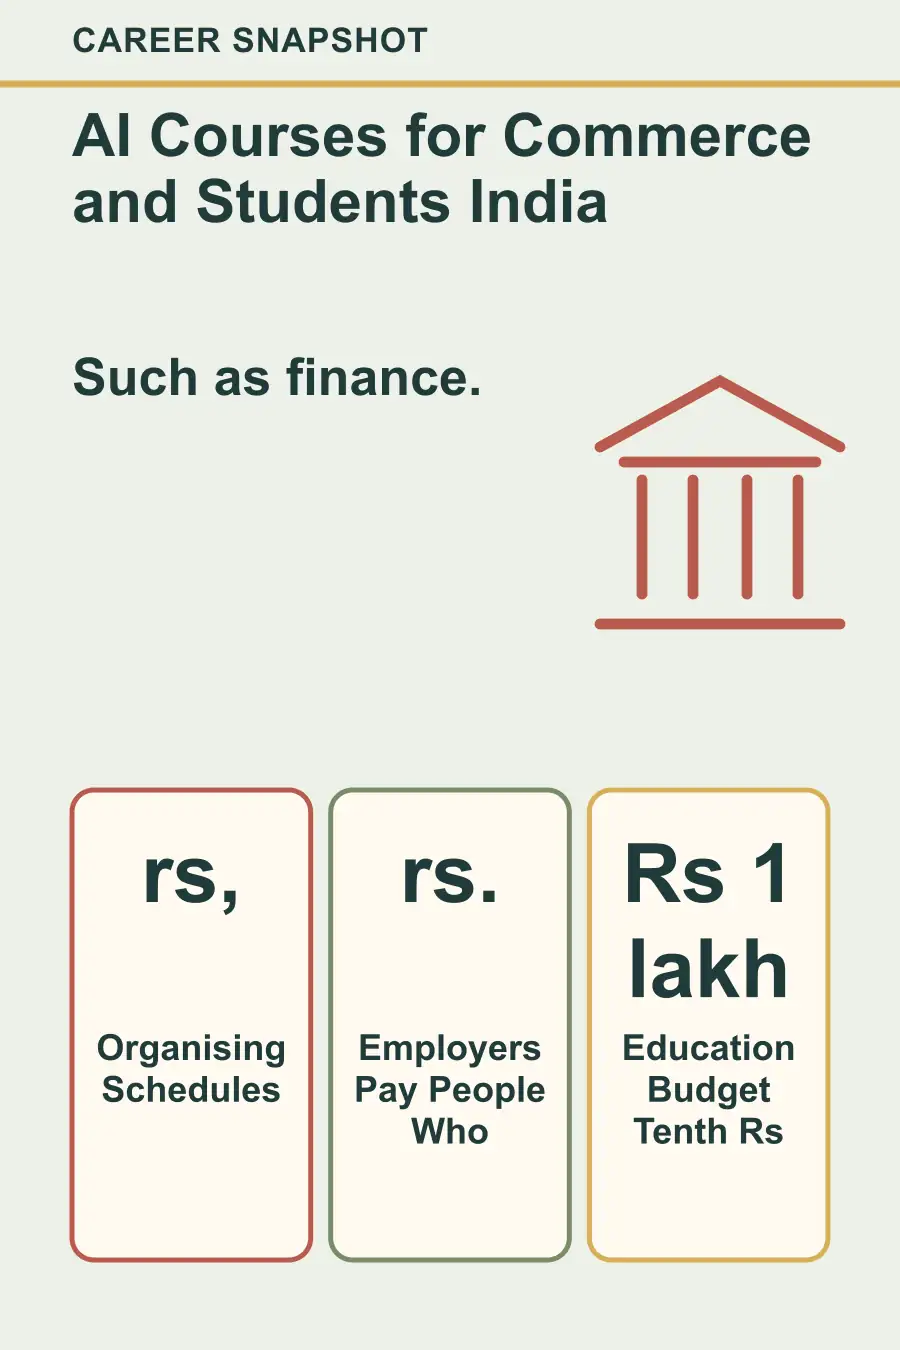 CAREER SNAPSHOT
AI Courses for Commerce
and Students India
Such as finance.
rs,
Organising
Schedules
rs.
Employers
Pay People
Who
Rs 1
lakh
Education
Budget
Tenth Rs